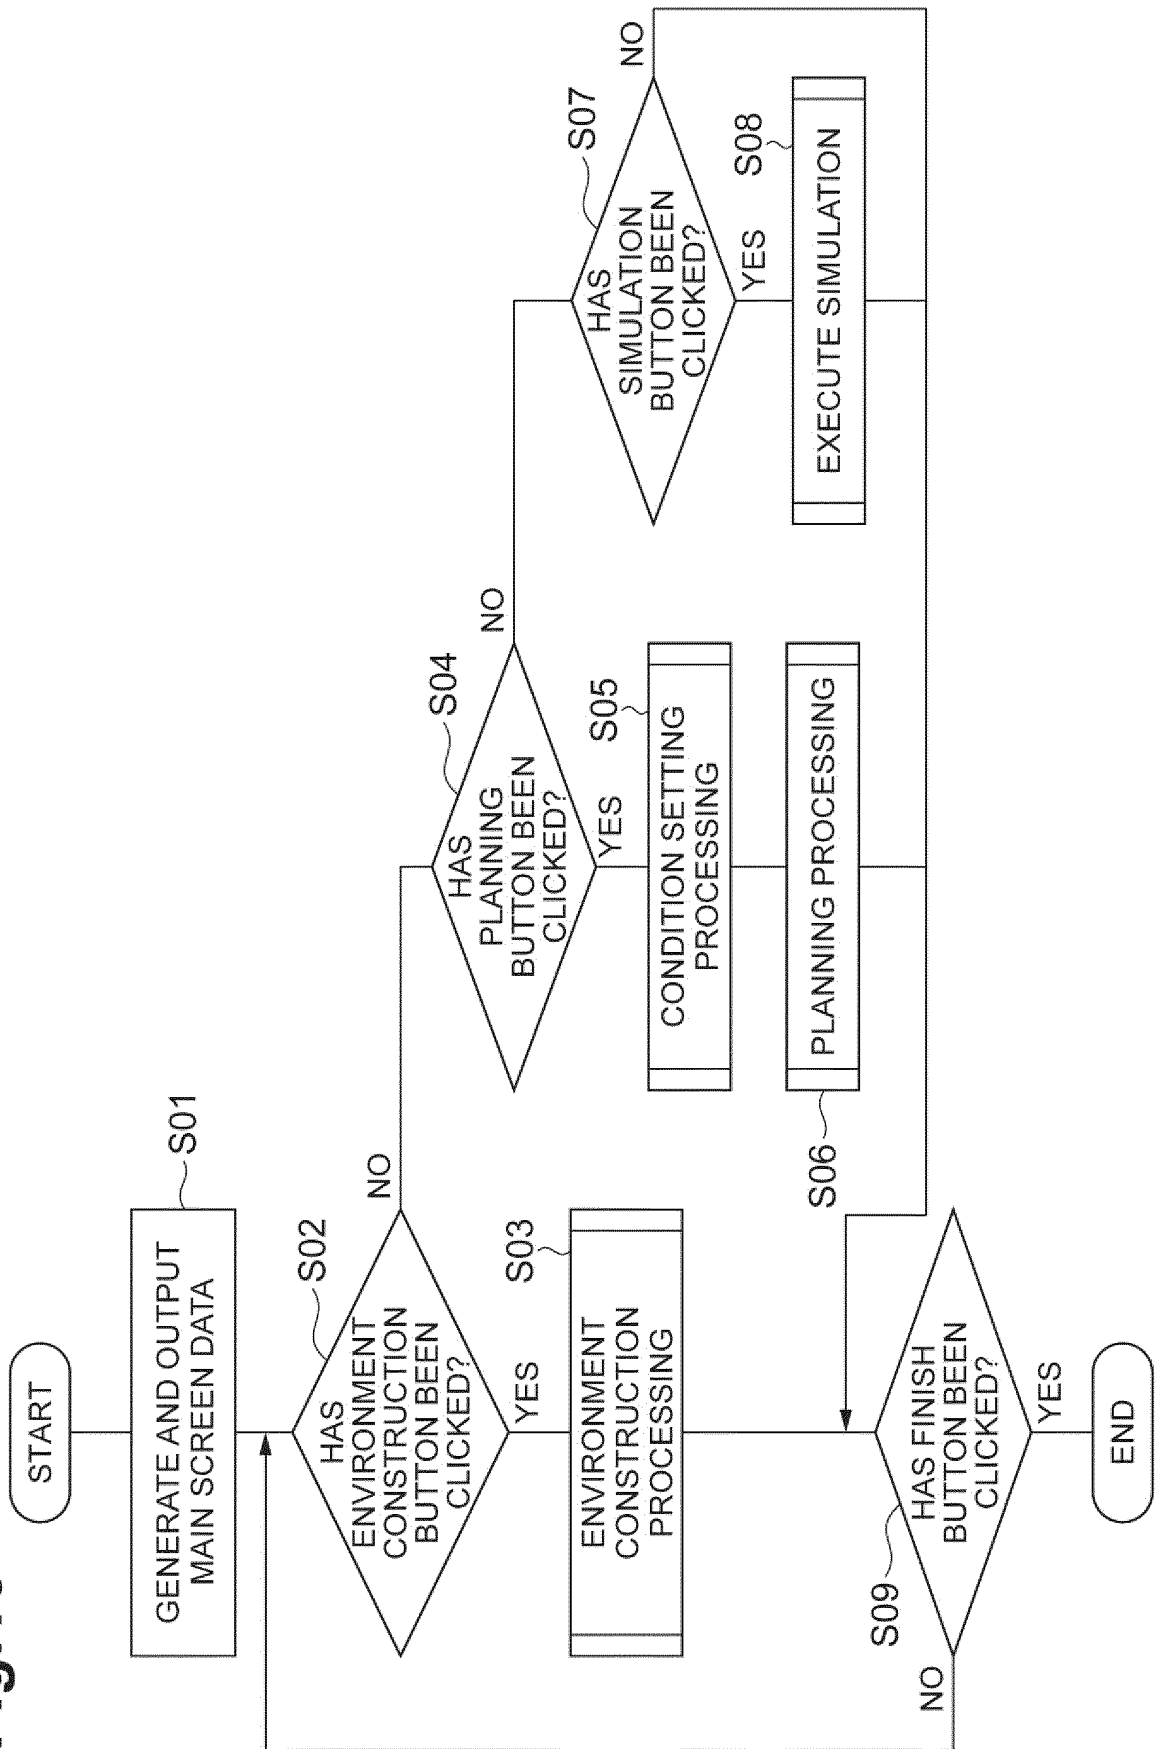 START
GENERATE AND OUTPUT
MAIN SCREEN DATA
S01
HAS
ENVIRONMENT
CONSTRUCTION
BUTTON BEEN
CLICKED?
S02
NO
YES
ENVIRONMENT
CONSTRUCTION
PROCESSING
S03
HAS
PLANNING
BUTTON BEEN
CLICKED?
S04
NO
YES
CONDITION SETTING
PROCESSING
S05
PLANNING PROCESSING
S06
HAS
SIMULATION
BUTTON BEEN
CLICKED?
S07
NO
YES
EXECUTE SIMULATION
S08
HAS FINISH
BUTTON BEEN
CLICKED?
S09
NO
YES
END